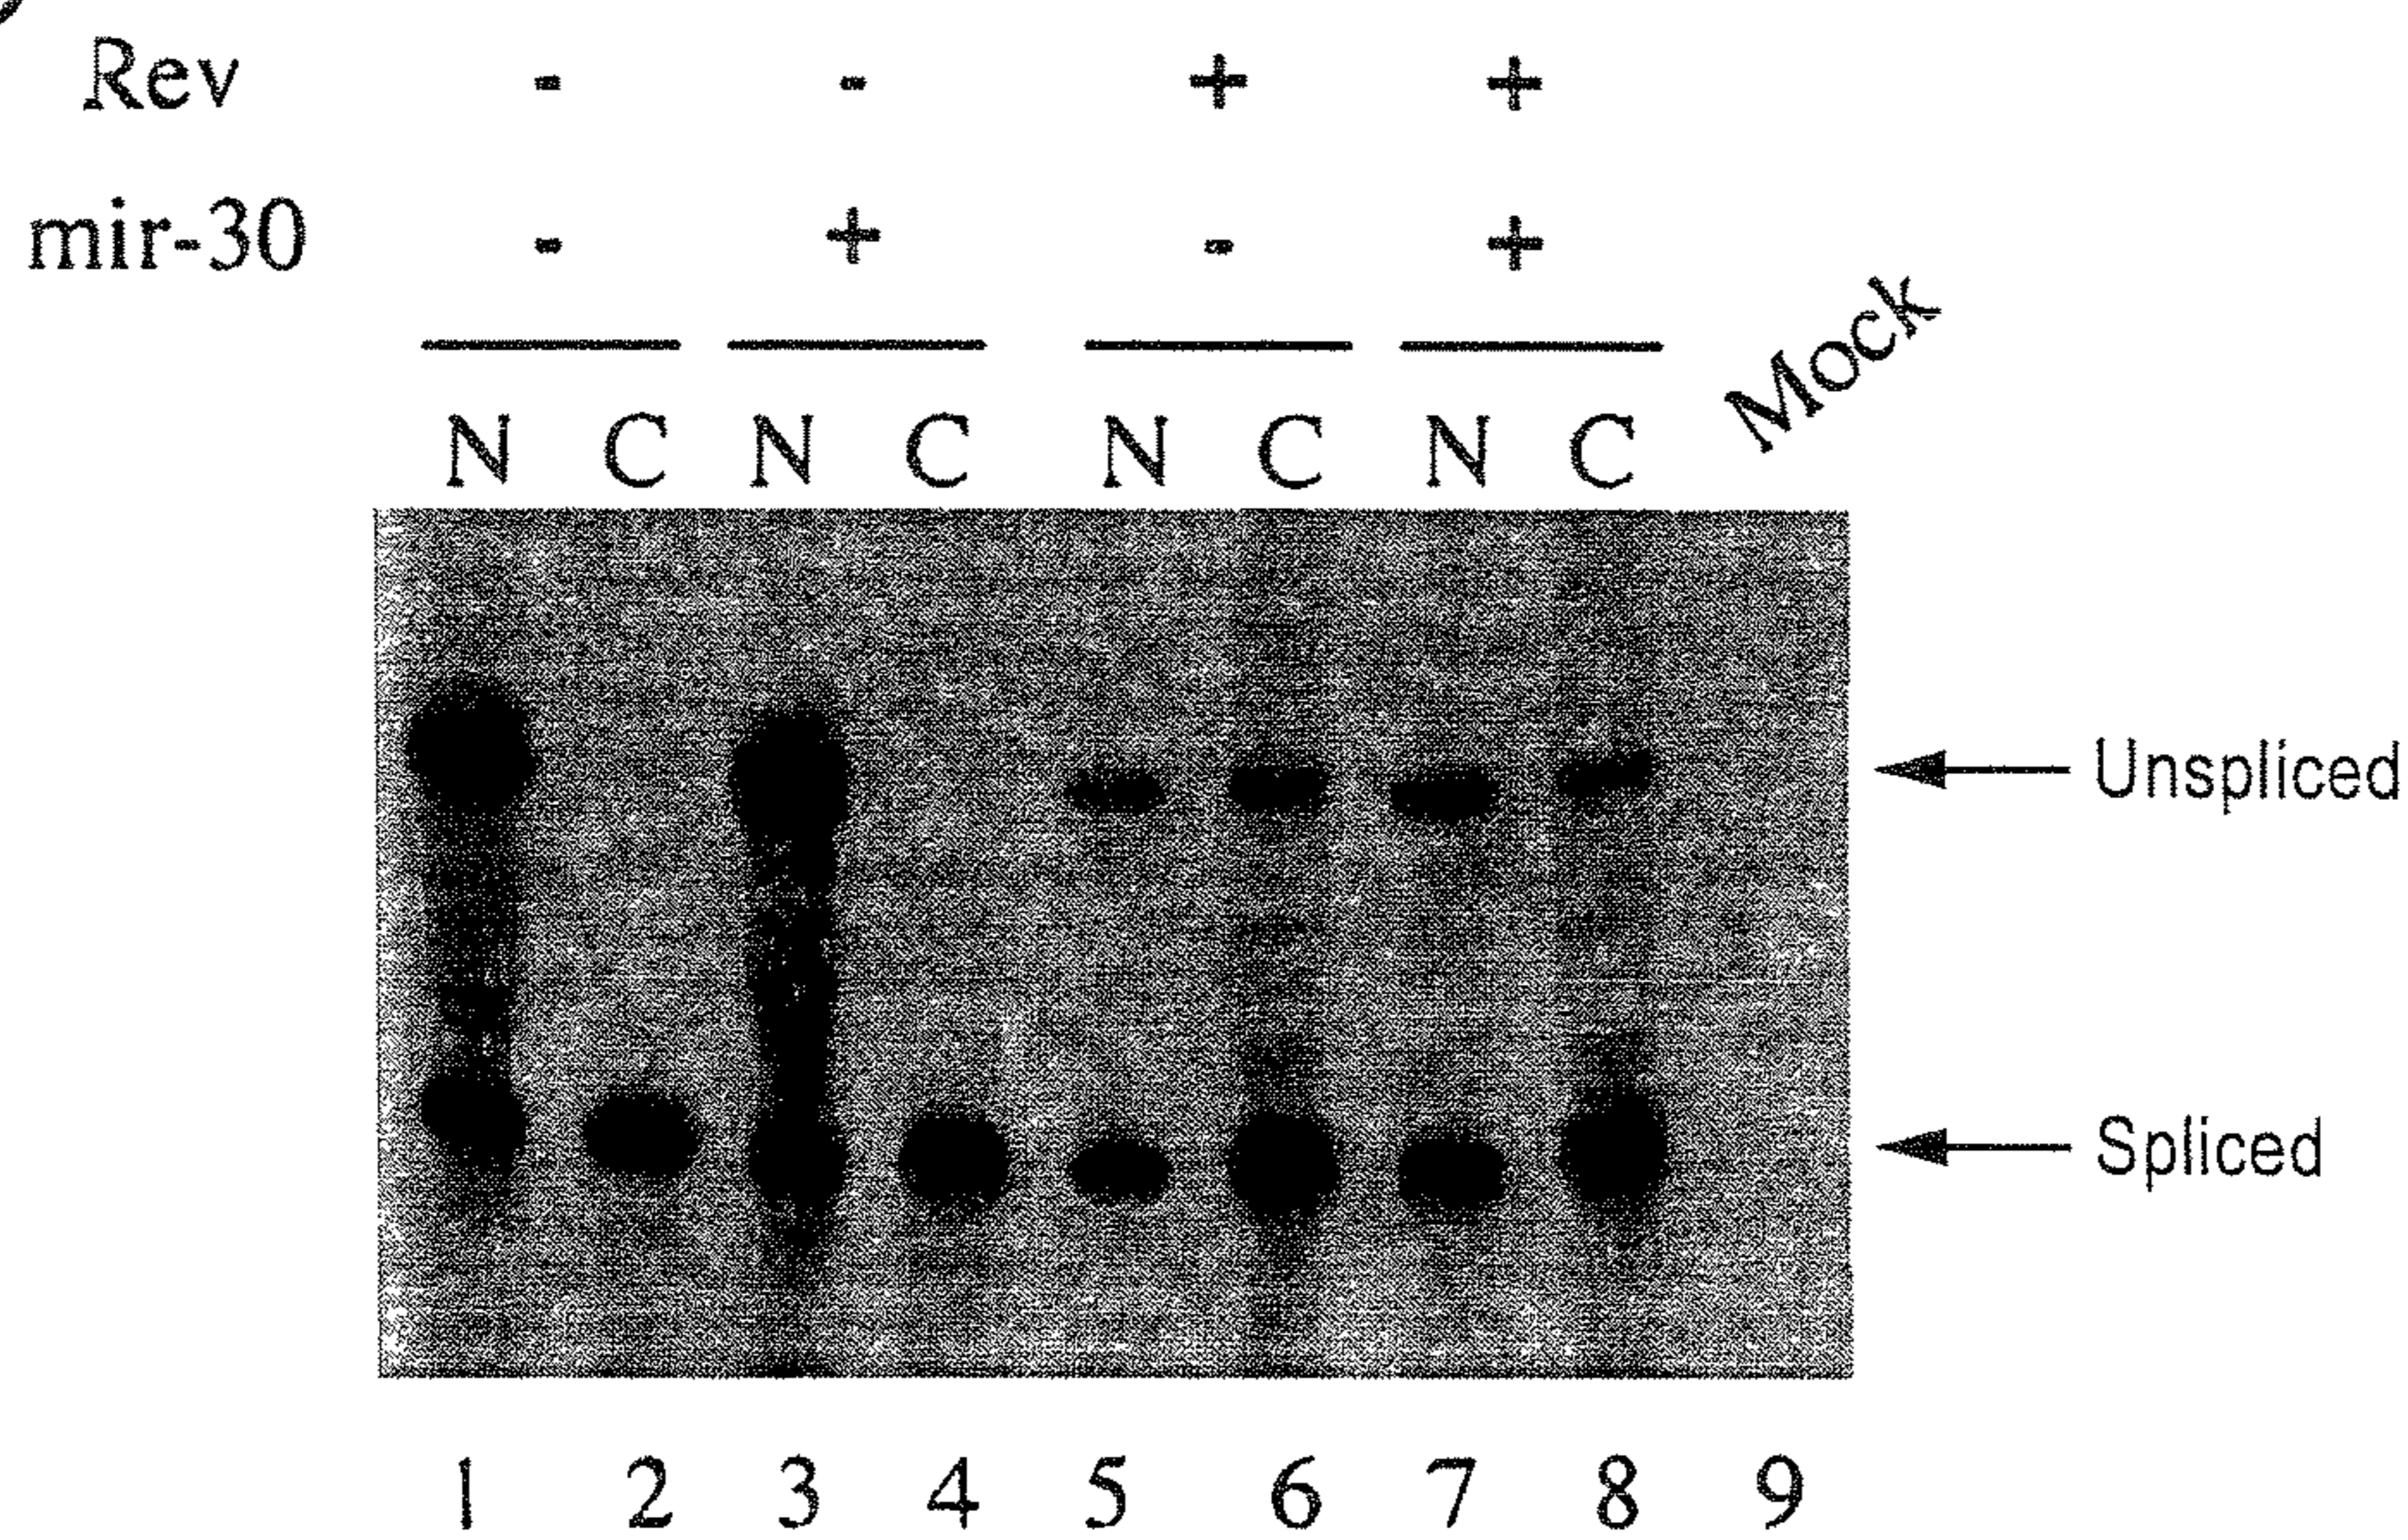 Rev - - + +
mir-30 - + - +
Mock
N C N C N C N C
Unspliced
Spliced
1 2 3 4 5 6 7 8 9